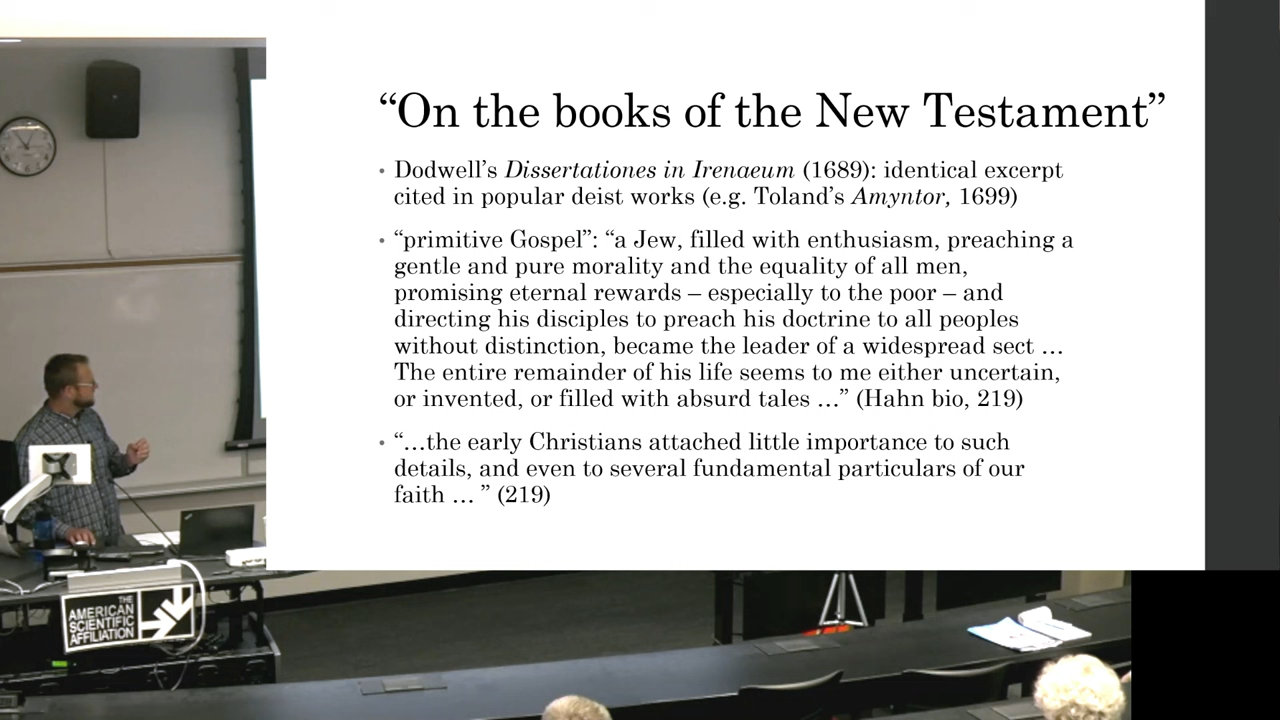 “On the books of the New Testament”
• Dodwell’s Dissertationes in Irenaeum (1689): identical excerpt
cited in popular deist works (e.g. Toland’s Amyntor, 1699)
• “primitive Gospel”: “a Jew, filled with enthusiasm, preaching a
gentle and pure morality and the equality of all men,
promising eternal rewards – especially to the poor – and
directing his disciples to preach his doctrine to all peoples
without distinction, became the leader of a widespread sect …
The entire remainder of his life seems to me either uncertain,
or invented, or filled with absurd tales …” (Hahn bio, 219)
• “…the early Christians attached little importance to such
details, and even to several fundamental particulars of our
faith … ” (219)
THE
AMERICAN
SCIENTIFIC
AFFILIATION